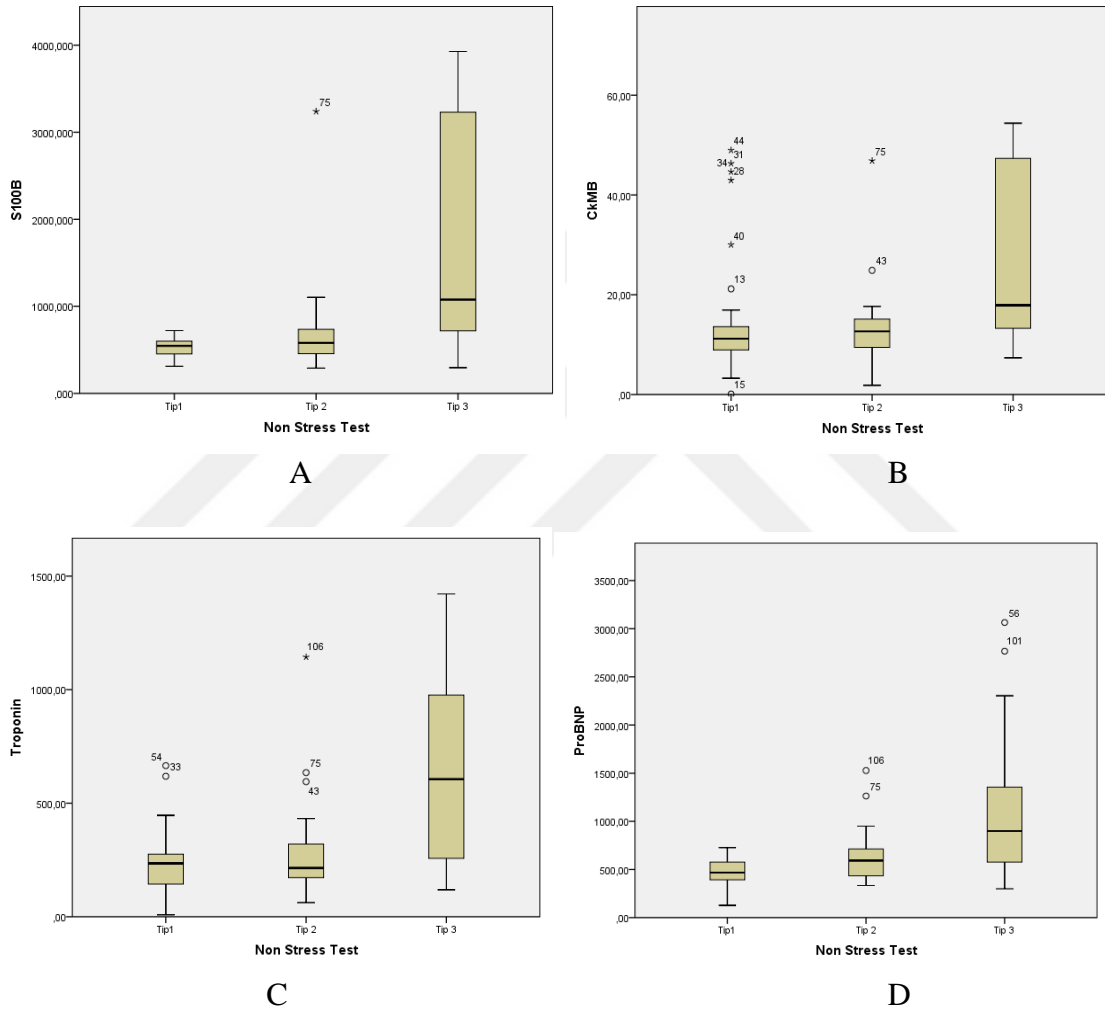 4000,000
3000,000
2000,000
1000,000
,000
S100B
75
Tip1 Tip 2 Tip 3
Non Stress Test
A
60,00
40,00
20,00
,00
CkMB
44
31
34
28
40
13
15
75
43
Tip1 Tip 2 Tip 3
Non Stress Test
B
1500,00
1000,00
500,00
,00
Troponin
54
33
106
75
43
Tip1 Tip 2 Tip 3
Non Stress Test
C
3500,00
3000,00
2500,00
2000,00
1500,00
1000,00
500,00
,00
ProBNP
106
75
56
101
Tip1 Tip 2 Tip 3
Non Stress Test
D